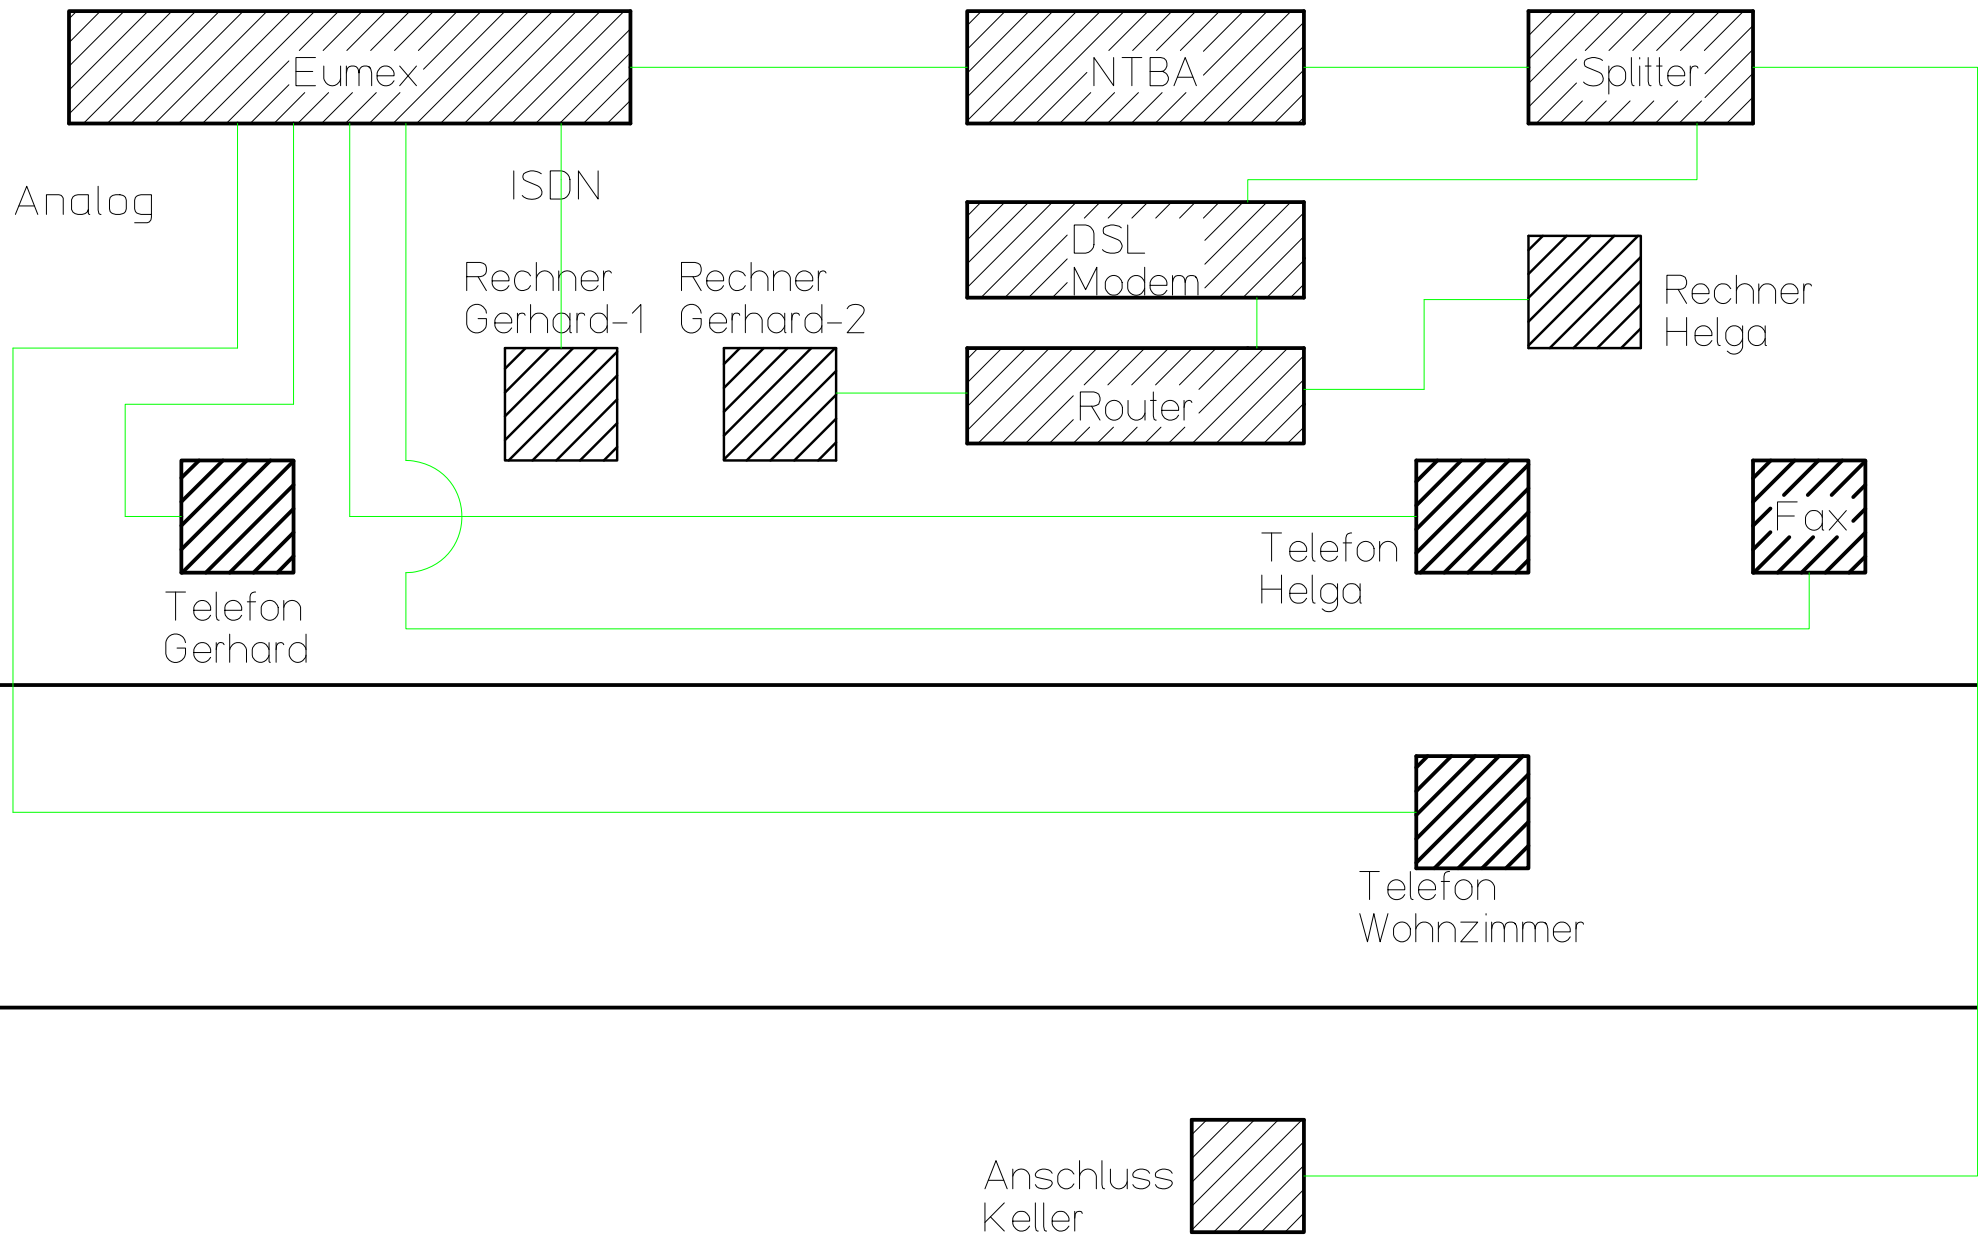 Eumex
NTBA
Splitter
Analog
ISDN
DSL
Modem
Rechner
Gerhard-1
Rechner
Gerhard-2
Rechner
Helga
Router
Fax
Telefon
Helga
Telefon
Gerhard
Telefon
Wohnzimmer
Anschluss
Keller